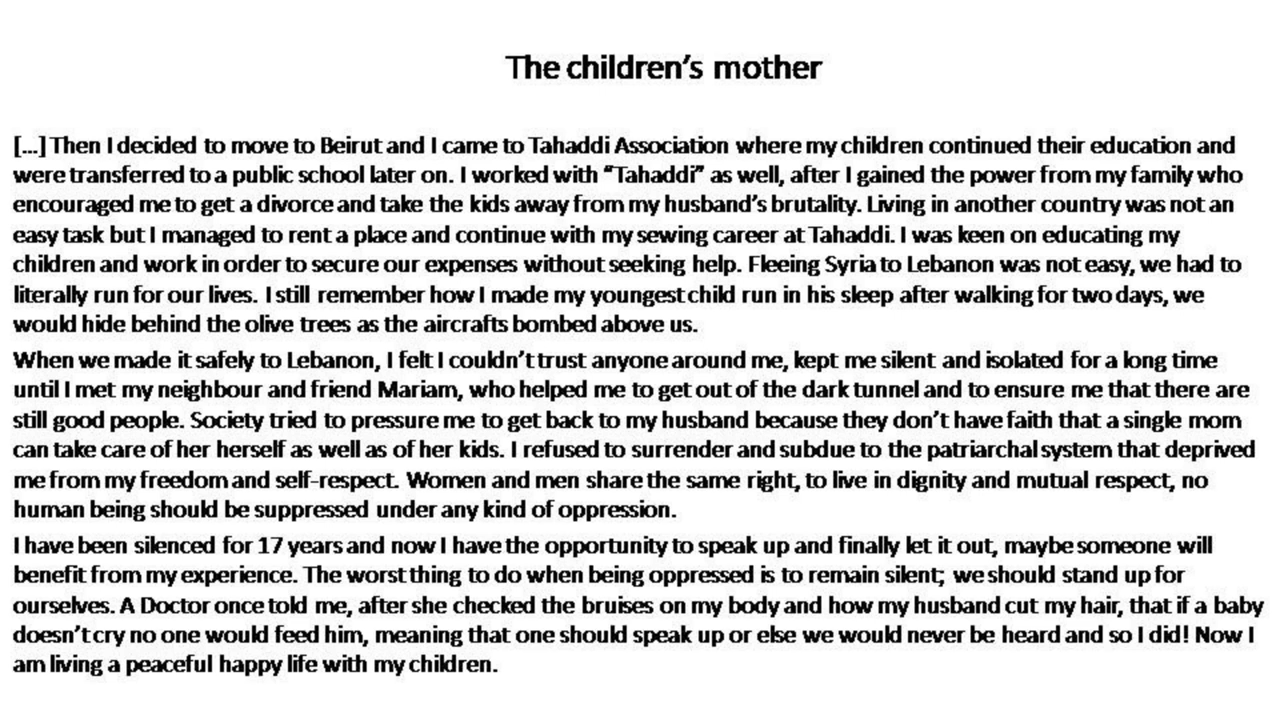 The children's mother
[...] Then I decided to move to Beirut and I came to Tahaddi Association where my children continued their education and
were transferred to a public school later on. I worked with "Tahaddi" as well, after I gained the power from my family who
encouraged me to get a divorce and take the kids away from my husband's brutality. Living in another country was not an
easy task but I managed to rent a place and continue with my sewing career at Tahaddi. I was keen on educating my
children and work in order to secure our expenses without seeking help. Fleeing Syria to Lebanon was not easy, we had to
literally run for our lives. I still remember how I made my youngest child run in his sleep after walking for two days, we
would hide behind the olive trees as the aircrafts bombed above us.
When we made it safely to Lebanon, I felt I couldn't trust anyone around me, kept me silent and isolated for a long time
until I met my neighbour and friend Mariam, who helped me to get out of the dark tunnel and to ensure me that there are
still good people. Society tried to pressure me to get back to my husband because they don't have faith that a single mom
can take care of her herself as well as of her kids. I refused to surrender and subdue to the patriarchal system that deprived
me from my freedom and self-respect. Women and men share the same right, to live in dignity and mutual respect, no
human being should be suppressed under any kind of oppression.
I have been silenced for 17 years and now I have the opportunity to speak up and finally let it out, maybe someone will
benefit from my experience. The worst thing to do when being oppressed is to remain silent; we should stand up for
ourselves. A Doctor once told me, after she checked the bruises on my body and how my husband cut my hair, that if a baby
doesn't cry no one would feed him, meaning that one should speak up or else we would never be heard and so I did! Now I
am living a peaceful happy life with my children.